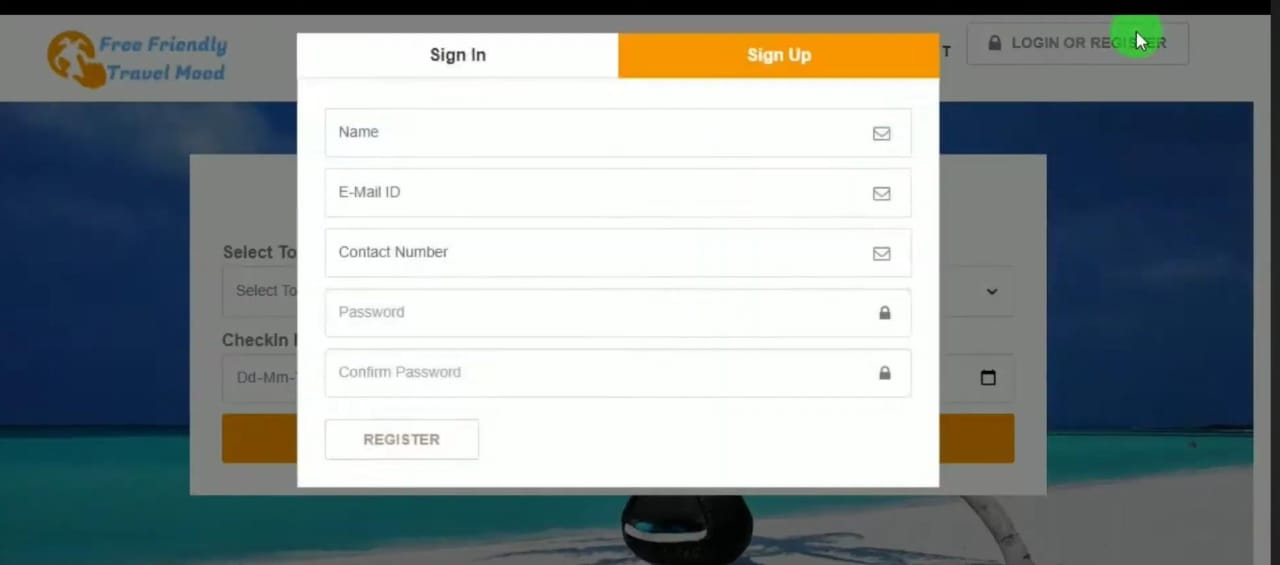 Free Friendly
Travel Mood
Sign In
Sign Up
T
LOGIN OR REGISTER
Name
E-Mail ID
Contact Number
Select To
Select To
Password
CheckIn
Confirm Password
Dd-Mm-
REGISTER